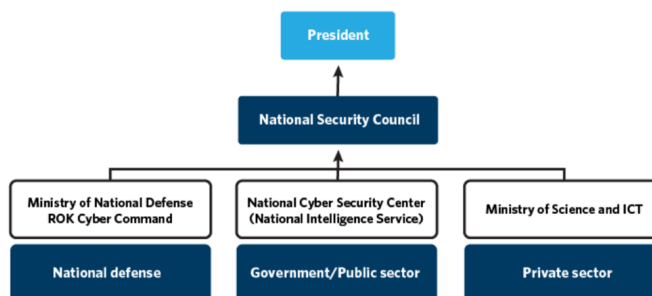 President
National Security Council
Ministry of National Defense
ROK Cyber Command
National Cyber Security Center
(National Intelligence Service)
Ministry of Science and ICT
National defense
Government/Public sector
Private sector